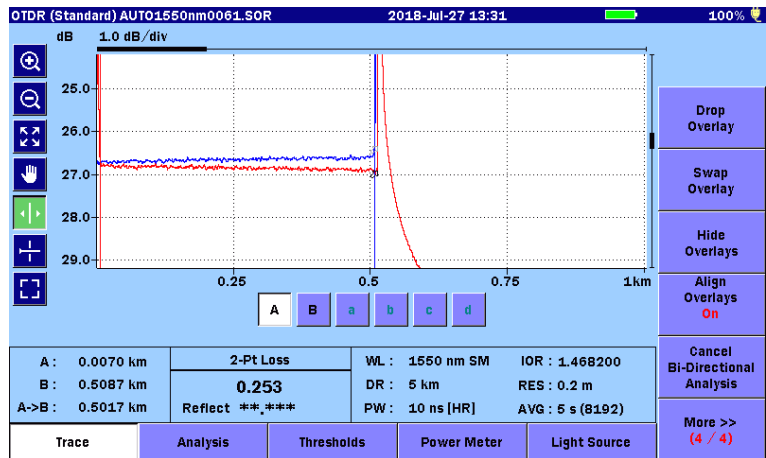 OTDR (Standard) AUTO1550nm0061.SOR 2018-Jul-27 13:31 100%
dB 1.0 dB/div
25.0
26.0
27.0
28.0
29.0
0.25 0.5 0.75 1km
A B a b c d
Drop
Overlay
Swap
Overlay
Hide
Overlays
Align
Overlays
On
Cancel
Bi-Directional
Analysis
More >>
(4 / 4)
A : 0.0070 km 2-Pt Loss WL : 1550 nm SM IOR : 1.468200
B : 0.5087 km 0.253 DR : 5 km RES : 0.2 m
A->B : 0.5017 km Reflect **.*** PW : 10 ns [HR] AVG : 5 s (8192)
Trace Analysis Thresholds Power Meter Light Source